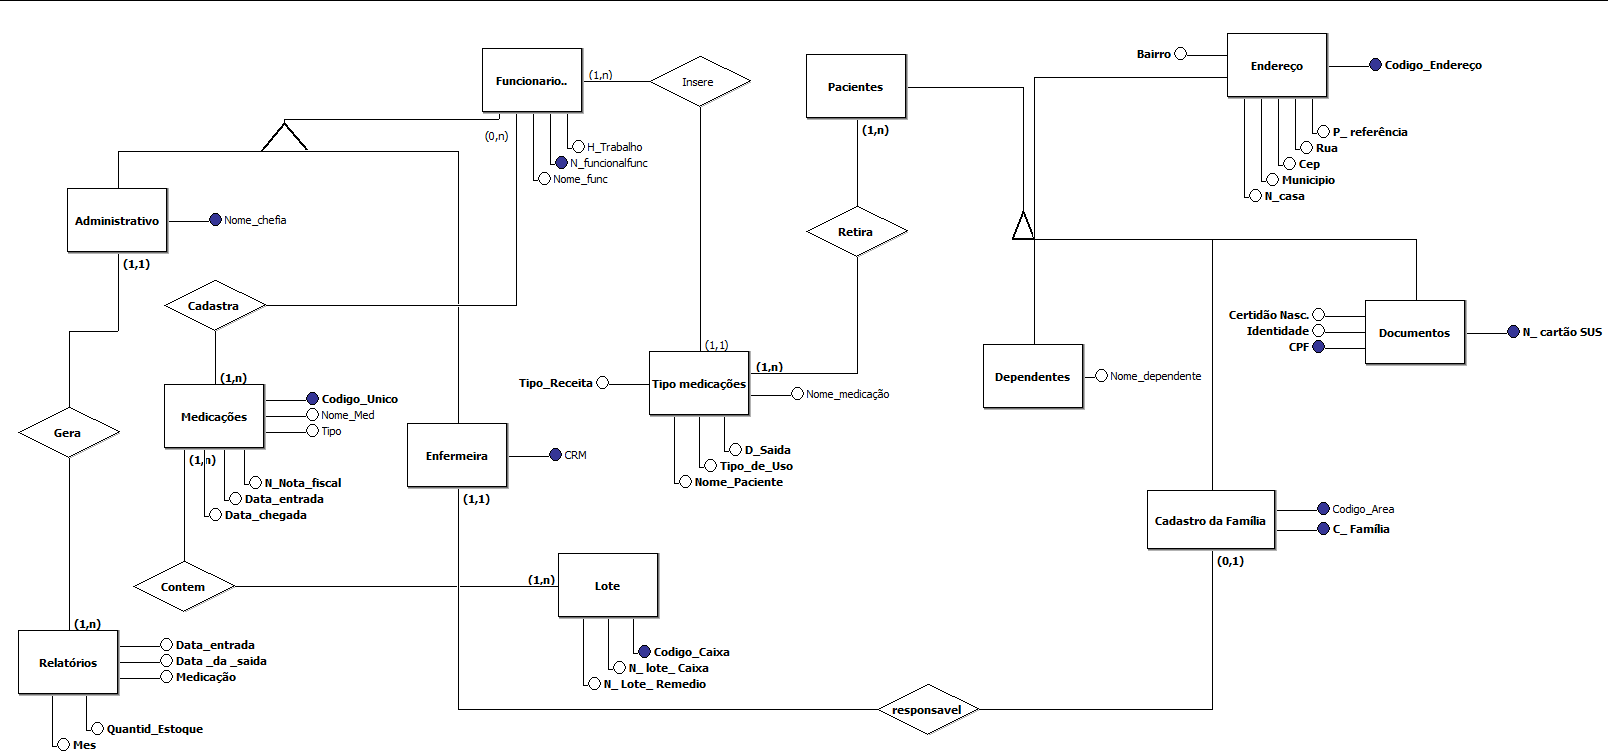 Funcionario..
(1,n)
Insere
Pacientes
(1,n)
Bairro
Endereço
Codigo_Endereço
P_ referência
Rua
Cep
Municipio
N_casa
(0,n)
H_Trabalho
N_funcionalfunc
Nome_func
Administrativo
Nome_chefia
(1,1)
Retira
Cadastra
(1,n)
Medicações
Codigo_Unico
Nome_Med
Tipo
(1,n)
N_Nota_fiscal
Data_entrada
Data_chegada
Gera
(1,1)
Tipo_Receita
Tipo medicações
(1,n)
Nome_medicação
D_Saida
Tipo_de_Uso
Nome_Paciente
Dependentes
Nome_dependente
Certidão Nasc.
Identidade
CPF
Documentos
N_ cartão SUS
Enfermeira
CRM
(1,1)
Cadastro da Família
Codigo_Area
C_ Família
(0,1)
Contem
(1,n)
Lote
Codigo_Caixa
N_ lote_ Caixa
N_ Lote_ Remedio
(1,n)
Relatórios
Data_entrada
Data _da _saida
Medicação
Quantid_Estoque
Mes
responsavel